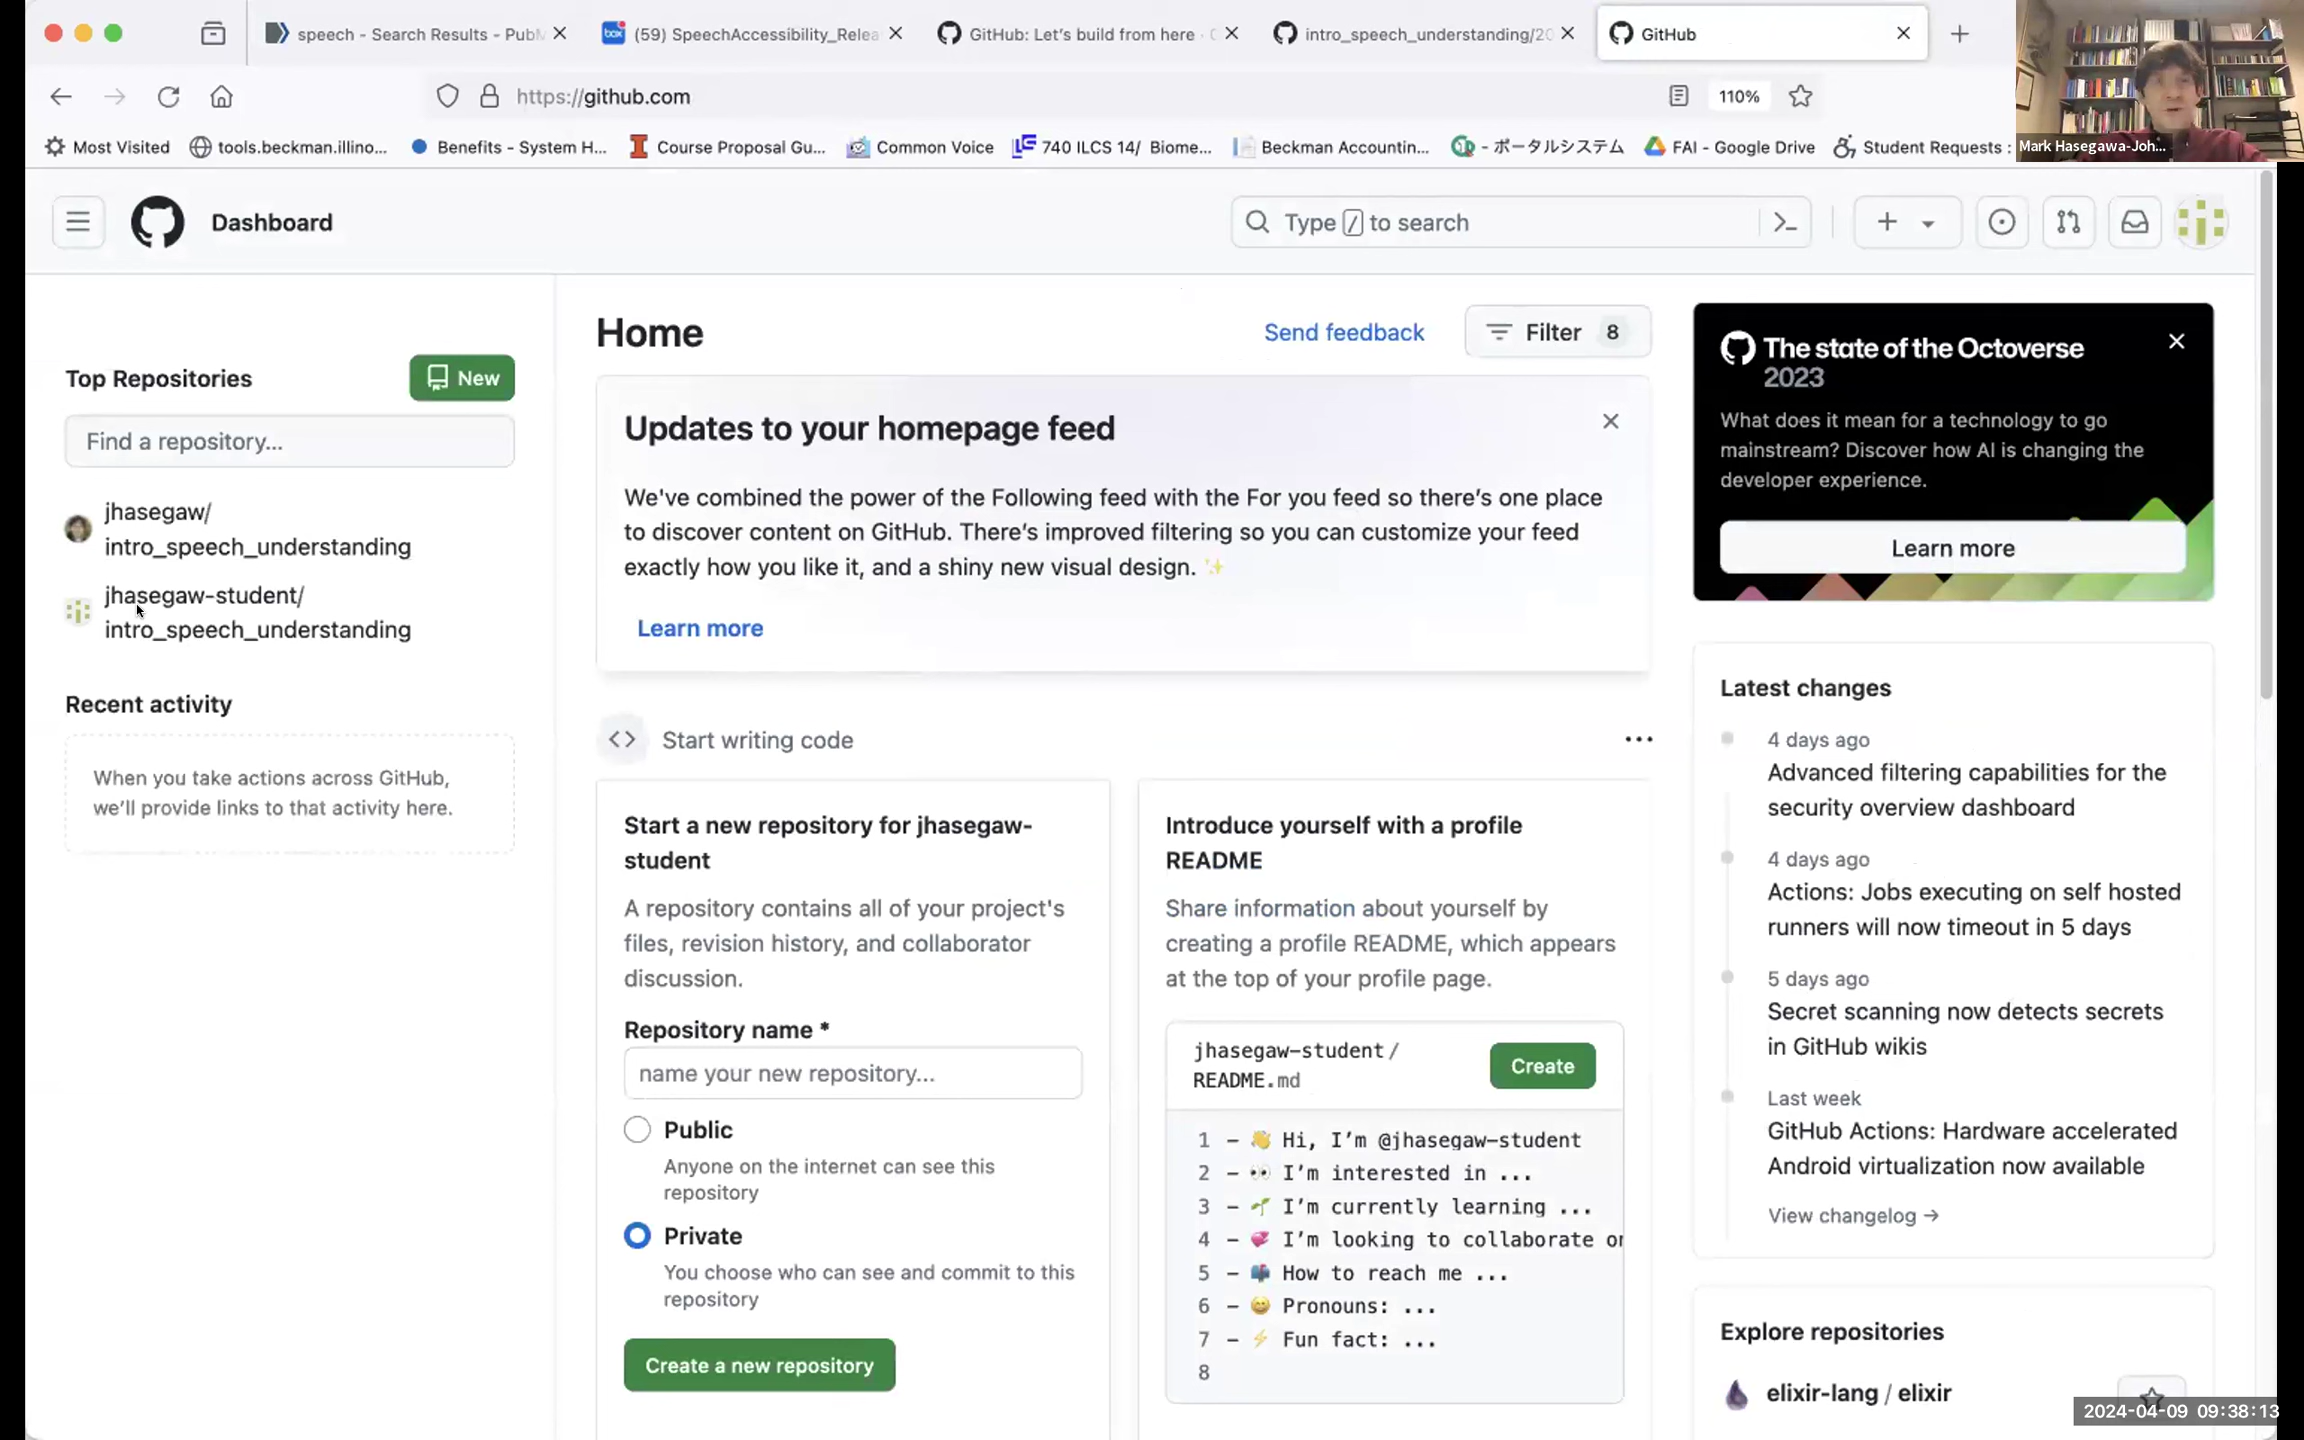 speech - Search Results - Pub
(59) SpeechAccessibility_Relea
GitHub: Let's build from here ·
intro_speech_understanding/20
GitHub
https://github.com
110%
Most Visited
tools.beckman.illino...
Benefits - System H...
Course Proposal Gu...
Common Voice
740 ILCS 14/ Biome...
Beckman Accountin...
- ポータルシステム
FAI - Google Drive
Student Requests :
Mark Hasegawa-Joh...
Dashboard
Type / to search
Top Repositories
New
Find a repository...
jhasegaw/
intro_speech_understanding
jhasegaw-student/
intro_speech_understanding
Recent activity
When you take actions across GitHub,
we'll provide links to that activity here.
Home
Send feedback
Filter 8
Updates to your homepage feed
We've combined the power of the Following feed with the For you feed so there's one place
to discover content on GitHub. There's improved filtering so you can customize your feed
exactly how you like it, and a shiny new visual design. ✨
Learn more
<> Start writing code
Start a new repository for jhasegaw-
student
A repository contains all of your project's
files, revision history, and collaborator
discussion.
Repository name *
name your new repository...
Public
Anyone on the internet can see this
repository
Private
You choose who can see and commit to this
repository
Create a new repository
Introduce yourself with a profile
README
Share information about yourself by
creating a profile README, which appears
at the top of your profile page.
jhasegaw-student/
README.md
Create
1 - 👋 Hi, I'm @jhasegaw-student
2 - 👀 I'm interested in ...
3 - 🌱 I'm currently learning ...
4 - 💞️ I'm looking to collaborate on
5 - 📫 How to reach me ...
6 - 😄 Pronouns: ...
7 - ⚡ Fun fact: ...
8
The state of the Octoverse
2023
What does it mean for a technology to go
mainstream? Discover how AI is changing the
developer experience.
Learn more
Latest changes
4 days ago
Advanced filtering capabilities for the
security overview dashboard
4 days ago
Actions: Jobs executing on self hosted
runners will now timeout in 5 days
5 days ago
Secret scanning now detects secrets
in GitHub wikis
Last week
GitHub Actions: Hardware accelerated
Android virtualization now available
View changelog →
Explore repositories
elixir-lang / elixir
2024-04-09 09:38:13